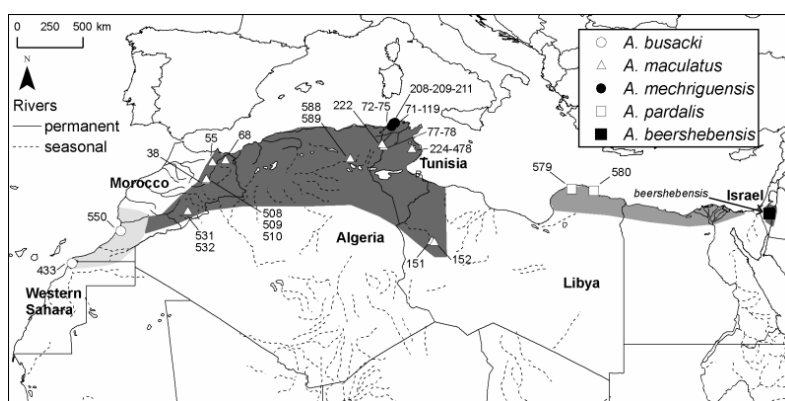 0 250 500 km
N
Rivers
permanent
seasonal
A. busacki
A. maculatus
A. mechriguensis
A. pardalis
A. beershebensis
208-209-211
588
589
222
72-75
71-119
77-78
224-478
55
68
38
Tunisia
579
580
Morocco
beershebensis
Israel
550
508
509
510
531
532
Algeria
433
151
152
Western
Sahara
Libya